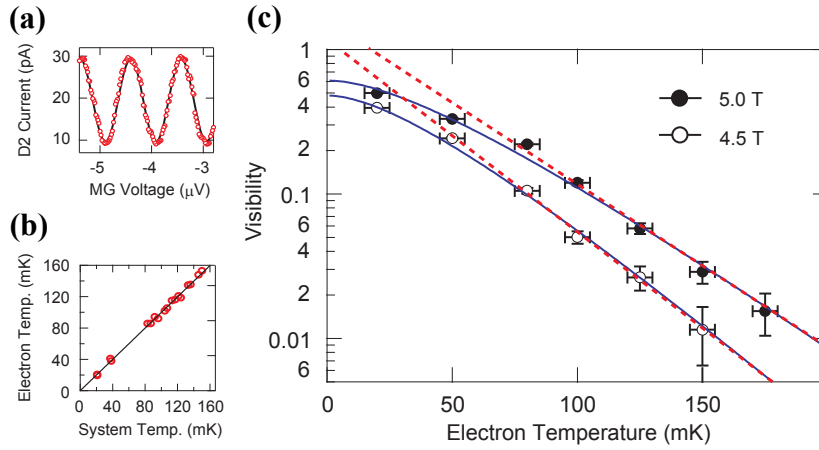 (a)
D2 Current (pA)
30
20
10
-5
-4
-3
MG Voltage (μV)
(b)
Electron Temp. (mK)
160
120
80
40
0
0
40
80
120
160
System Temp. (mK)
(c)
Visibility
1
6
4
2
0.1
6
4
2
0.01
6
0
50
100
150
Electron Temperature (mK)
5.0 T
4.5 T